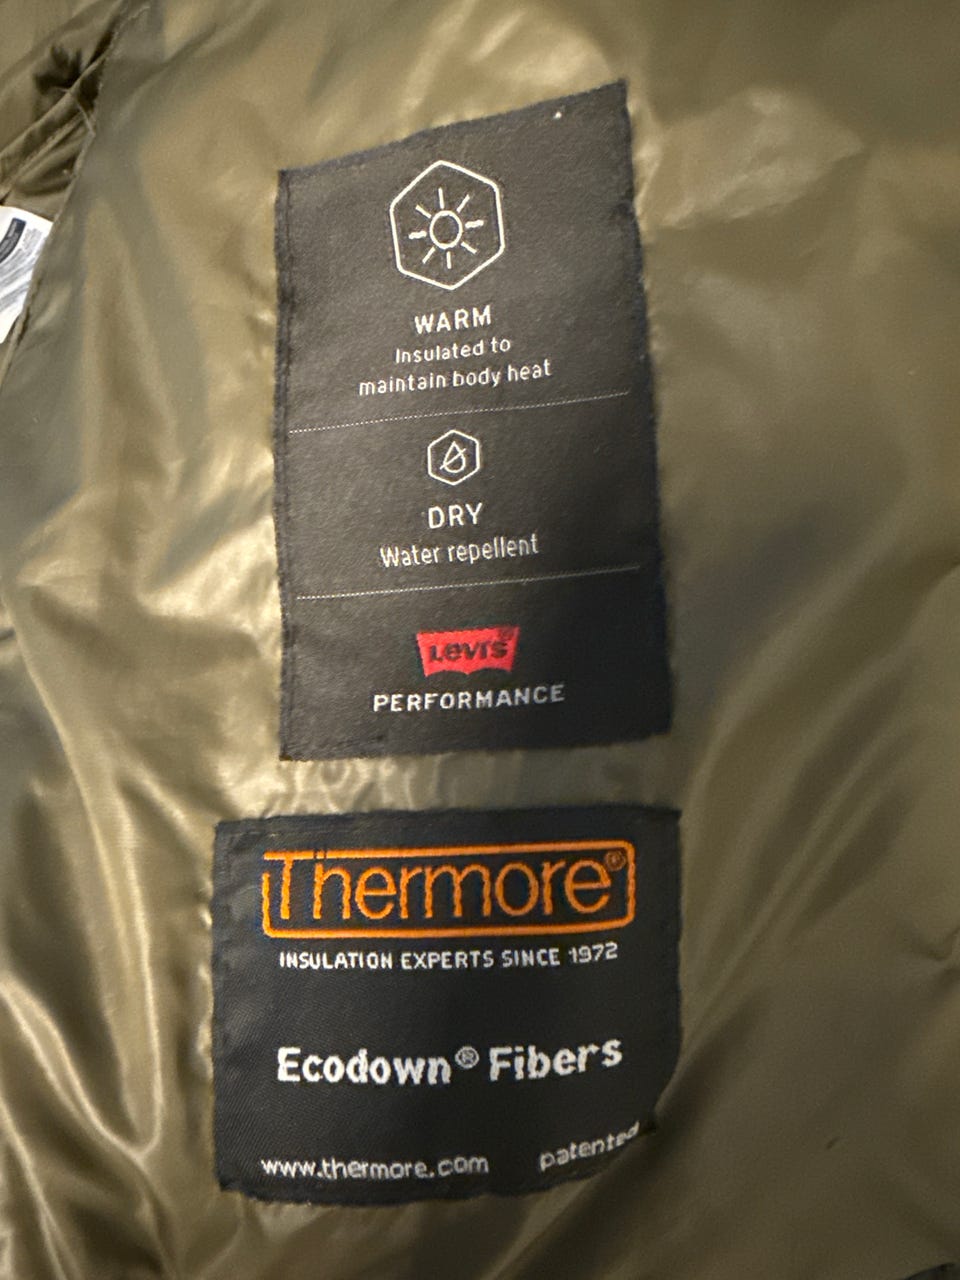 WARM
Insulated to
maintain body heat
DRY
Water repellent
Levi's®
PERFORMANCE
Thermore®
INSULATION EXPERTS SINCE 1972
Ecodown® Fibers
www.thermore.com patented